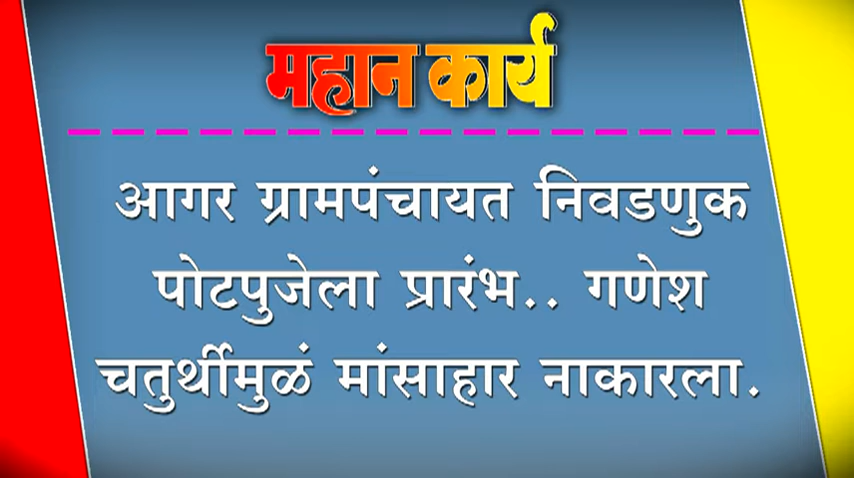 महान कार्य
आगर ग्रामपंचायत निवडणुक
पोटपुजेला प्रारंभ.. गणेश
चतुर्थीमुळं मांसाहार नाकारला.